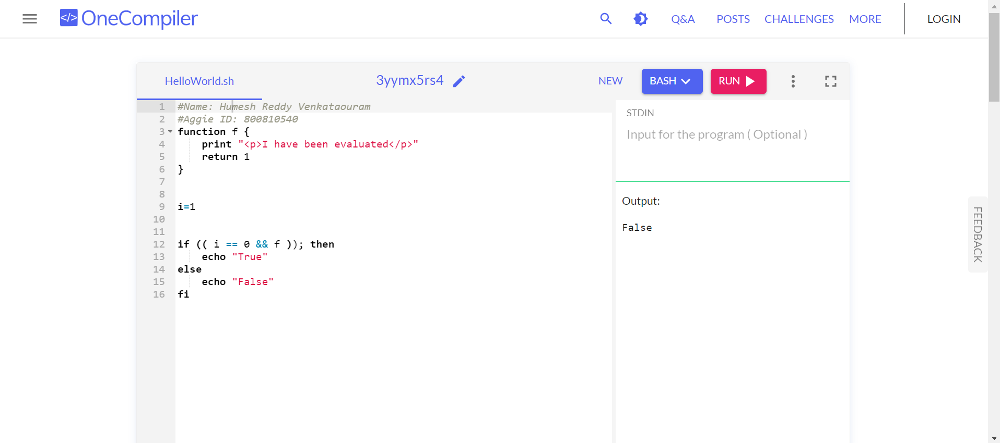 </> OneCompiler
Q&A POSTS CHALLENGES MORE LOGIN
HelloWorld.sh 3yymx5rs4 NEW BASH RUN
1 #Name: Humesh Reddy Venkataouram
2 #Aggie ID: 800810540
3 function f {
4     print "<p>I have been evaluated</p>"
5     return 1
6 }
7
8
9 i=1
10
11
12 if (( i == 0 && f )); then
13     echo "True"
14 else
15     echo "False"
16 fi
STDIN
Input for the program ( Optional )
Output:
False
FEEDBACK